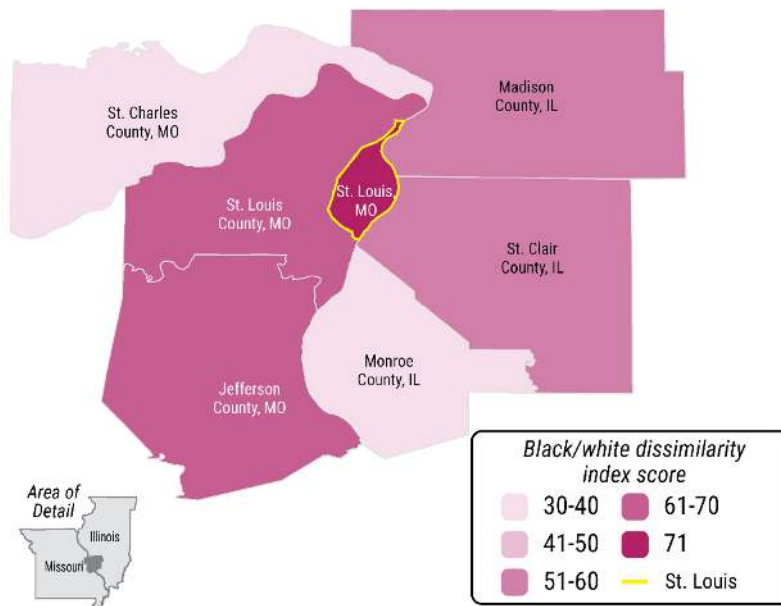 St. Charles
County, MO
Madison
County, IL
St. Louis
County, MO
St. Louis,
MO
St. Clair
County, IL
Jefferson
County, MO
Monroe
County, IL
Area of
Detail
Illinois
Missouri
Black/white dissimilarity
index score
30-40
61-70
41-50
71
51-60
St. Louis